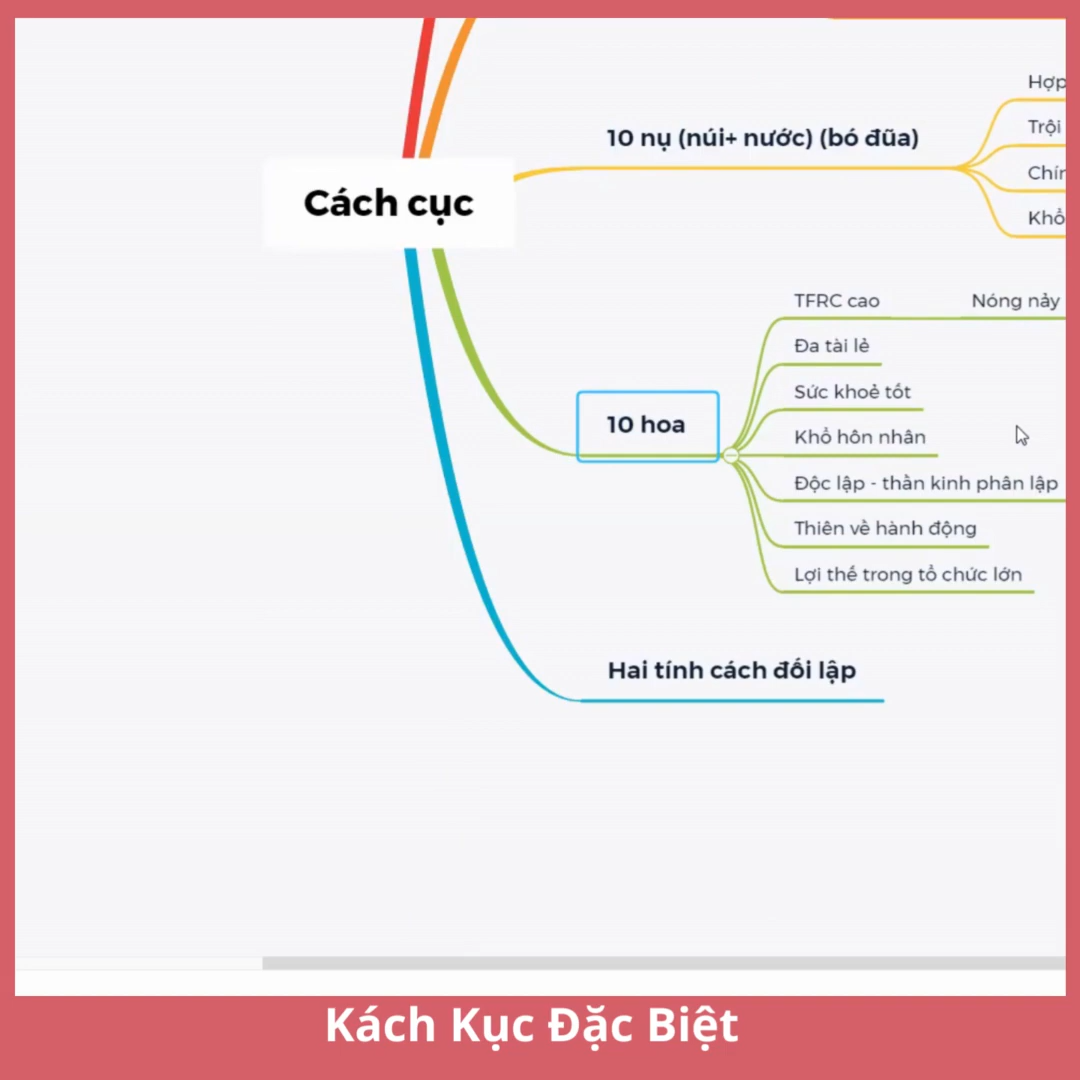 Hợp
10 nụ (núi+ nước) (bó đũa)
Trội
Chín
Cách cục
Khổ
TFRC cao
Nóng nảy
Đa tài lẻ
Sức khoẻ tốt
10 hoa
Khổ hôn nhân
Độc lập - thần kinh phân lập
Thiên về hành động
Lợi thế trong tổ chức lớn
Hai tính cách đối lập
Kách Kục Đặc Biệt